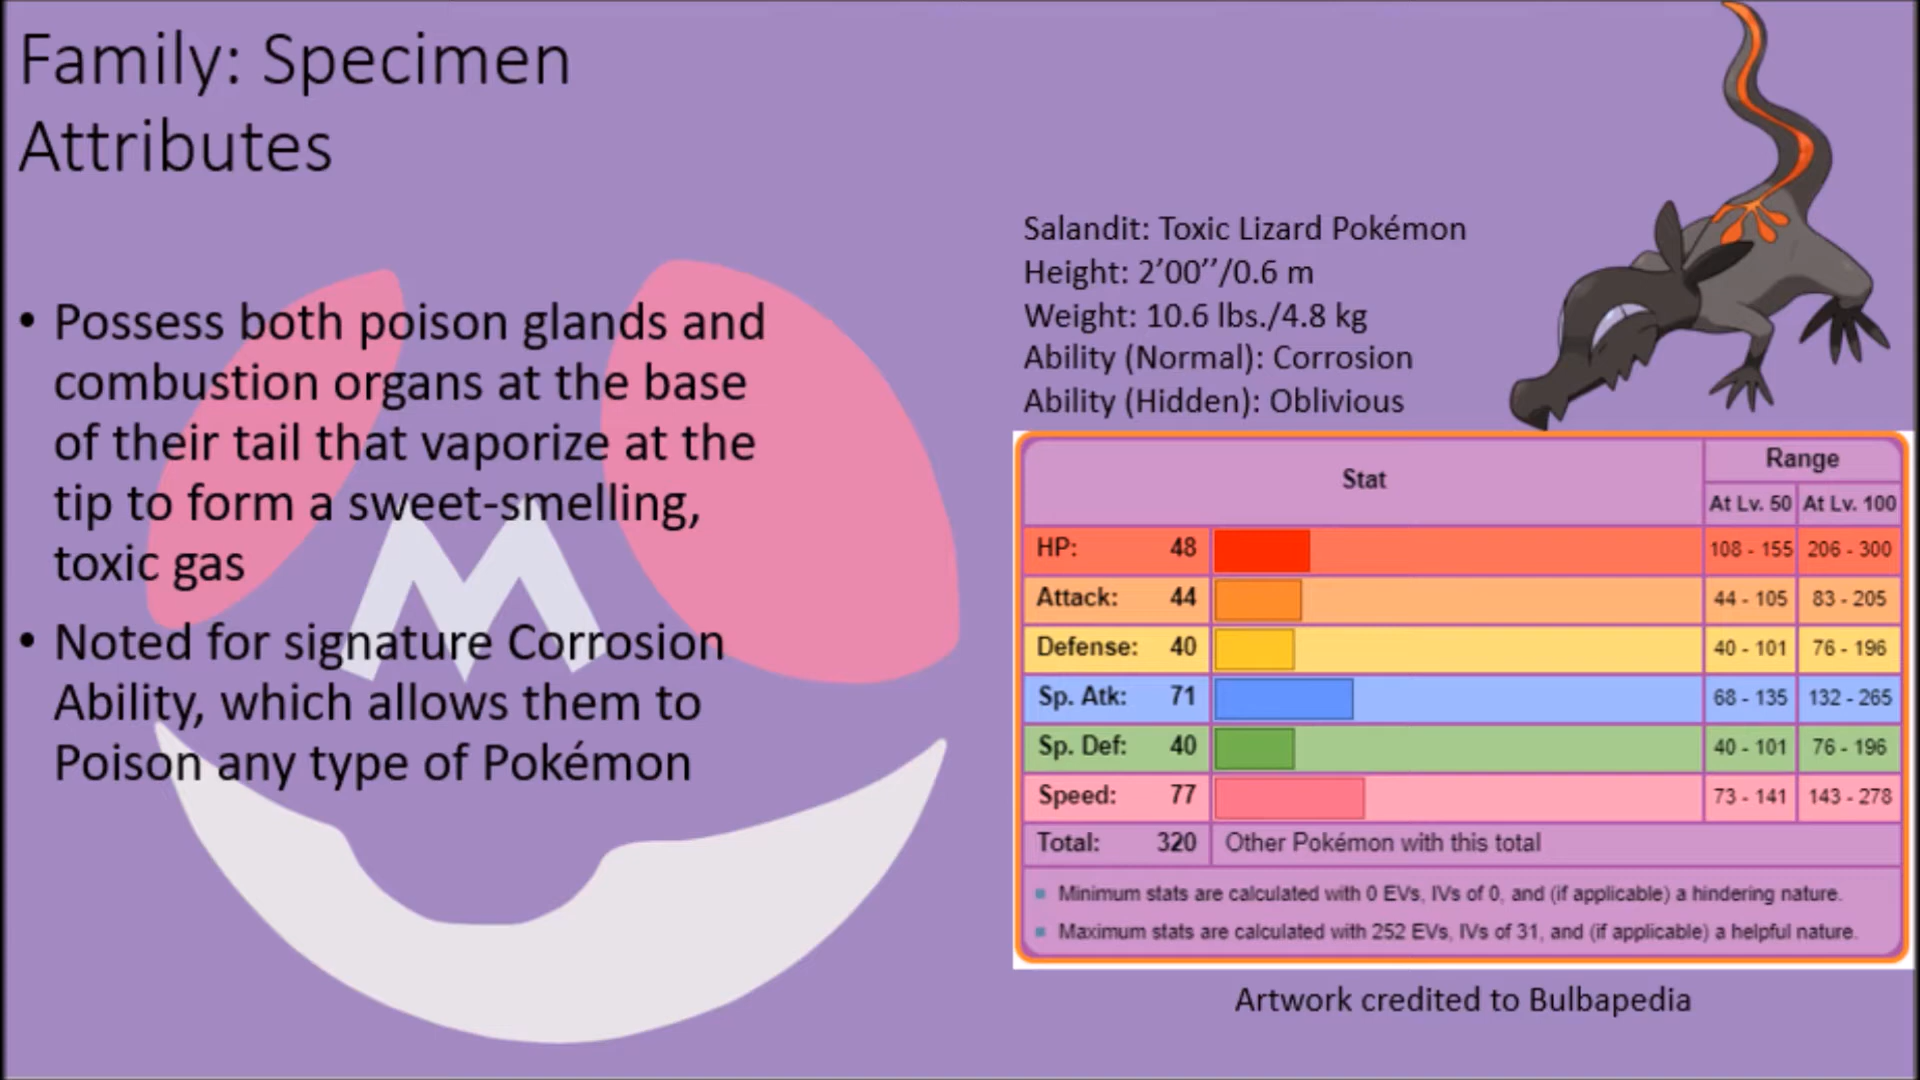 Family: Specimen
Attributes
• Possess both poison glands and
combustion organs at the base
of their tail that vaporize at the
tip to form a sweet-smelling,
toxic gas
• Noted for signature Corrosion
Ability, which allows them to
Poison any type of Pokémon
M
Salandit: Toxic Lizard Pokémon
Height: 2’00’’/0.6 m
Weight: 10.6 lbs./4.8 kg
Ability (Normal): Corrosion
Ability (Hidden): Oblivious
Stat Range
At Lv. 50 At Lv. 100
HP: 48 108 - 155 206 - 300
Attack: 44 44 - 105 83 - 205
Defense: 40 40 - 101 76 - 196
Sp. Atk: 71 68 - 135 132 - 265
Sp. Def: 40 40 - 101 76 - 196
Speed: 77 73 - 141 143 - 278
Total: 320 Other Pokémon with this total
Minimum stats are calculated with 0 EVs, IVs of 0, and (if applicable) a hindering nature.
Maximum stats are calculated with 252 EVs, IVs of 31, and (if applicable) a helpful nature.
Artwork credited to Bulbapedia